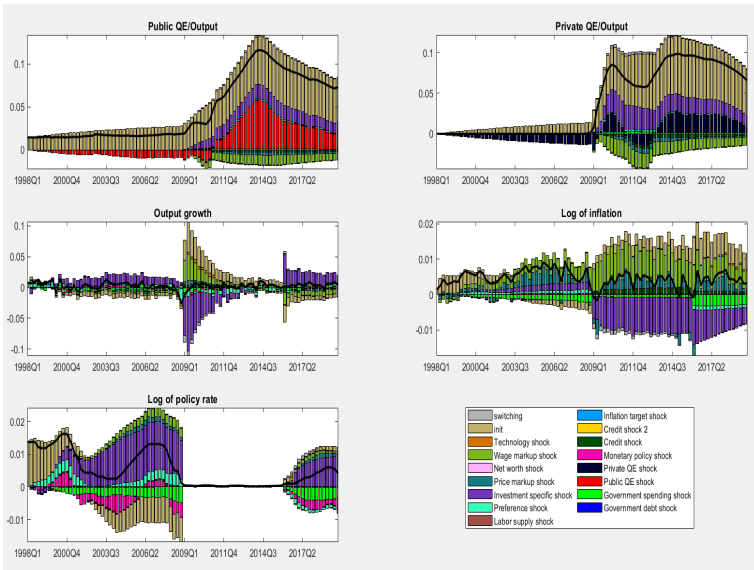 Public QE/Output
0.1
0.05
0
1998Q1 2000Q4 2003Q3 2006Q2 2009Q1 2011Q4 2014Q3 2017Q2
Private QE/Output
0.1
0.05
0
1998Q1 2000Q4 2003Q3 2006Q2 2009Q1 2011Q4 2014Q3 2017Q2
Output growth
0.1
0.05
0
-0.05
-0.1
1998Q1 2000Q4 2003Q3 2006Q2 2009Q1 2011Q4 2014Q3 2017Q2
Log of inflation
0.02
0.01
0
-0.01
1998Q1 2000Q4 2003Q3 2006Q2 2009Q1 2011Q4 2014Q3 2017Q2
Log of policy rate
0.02
0.01
0
-0.01
1998Q1 2000Q4 2003Q3 2006Q2 2009Q1 2011Q4 2014Q3 2017Q2
switching
init
Technology shock
Wage markup shock
Net worth shock
Price markup shock
Investment specific shock
Preference shock
Labor supply shock
Inflation target shock
Credit shock 2
Credit shock
Monetary policy shock
Private QE shock
Public QE shock
Government spending shock
Government debt shock